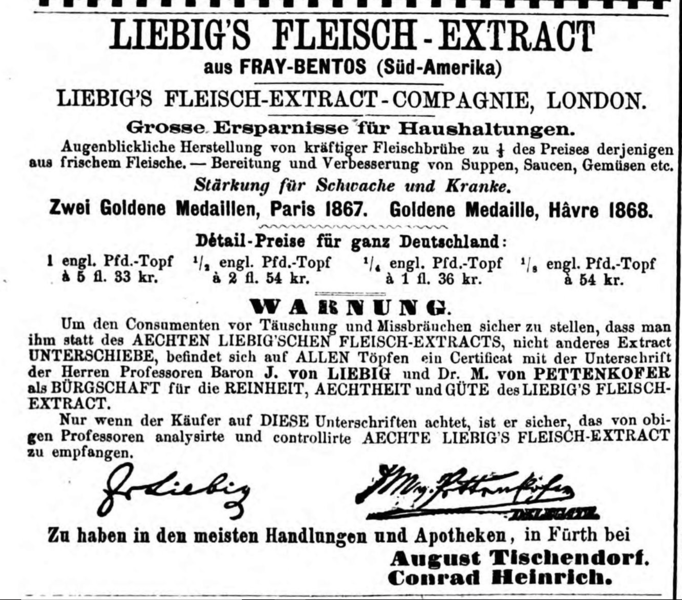 LIEBIG'S FLEISCH-EXTRACT
aus FRAY-BENTOS (Süd-Amerika)
LIEBIG'S FLEISCH-EXTRACT-COMPAGNIE, LONDON.
Grosse Ersparnisse für Haushaltungen.
Augenblickliche Herstellung von kräftiger Fleischbrühe zu ⅓ des Preises derjenigen
aus frischem Fleische. — Bereitung und Verbesserung von Suppen, Saucen, Gemüsen etc.
Stärkung für Schwache und Kranke.
Zwei Goldene Medaillen, Paris 1867. Goldene Medaille, Hâvre 1868.
Détail-Preise für ganz Deutschland:
1 engl. Pfd.-Topf ½ engl. Pfd.-Topf ¼ engl. Pfd.-Topf ⅛ engl. Pfd.-Topf
à 5 fl. 33 kr. à 2 fl. 54 kr. à 1 fl. 36 kr. à 54 kr.
WARNUNG.
Um den Consumenten vor Täuschung und Missbräuchen sicher zu stellen, dass man
ihm statt des AECHTEN LIEBIG'SCHEN FLEISCH-EXTRACTS, nicht anderes Extract
UNTERSCHIEBE, befindet sich auf ALLEN Töpfen ein Certificat mit der Unterschrift
der Herren Professoren Baron J. von LIEBIG und Dr. M. von PETTENKOFER
als BÜRGSCHAFT für die REINHEIT, AECHTHEIT und GÜTE des LIEBIG'S FLEISCH-
EXTRACT.
Nur wenn der Käufer auf DIESE Unterschriften achtet, ist er sicher, das von obi-
gen Professoren analysirte und controllirte AECHTE LIEBIG'S FLEISCH-EXTRACT
zu empfangen.
Liebig Pettenkofer
DELEGATE
Zu haben in den meisten Handlungen und Apotheken, in Fürth bei
August Tischendorf.
Conrad Heinrich.